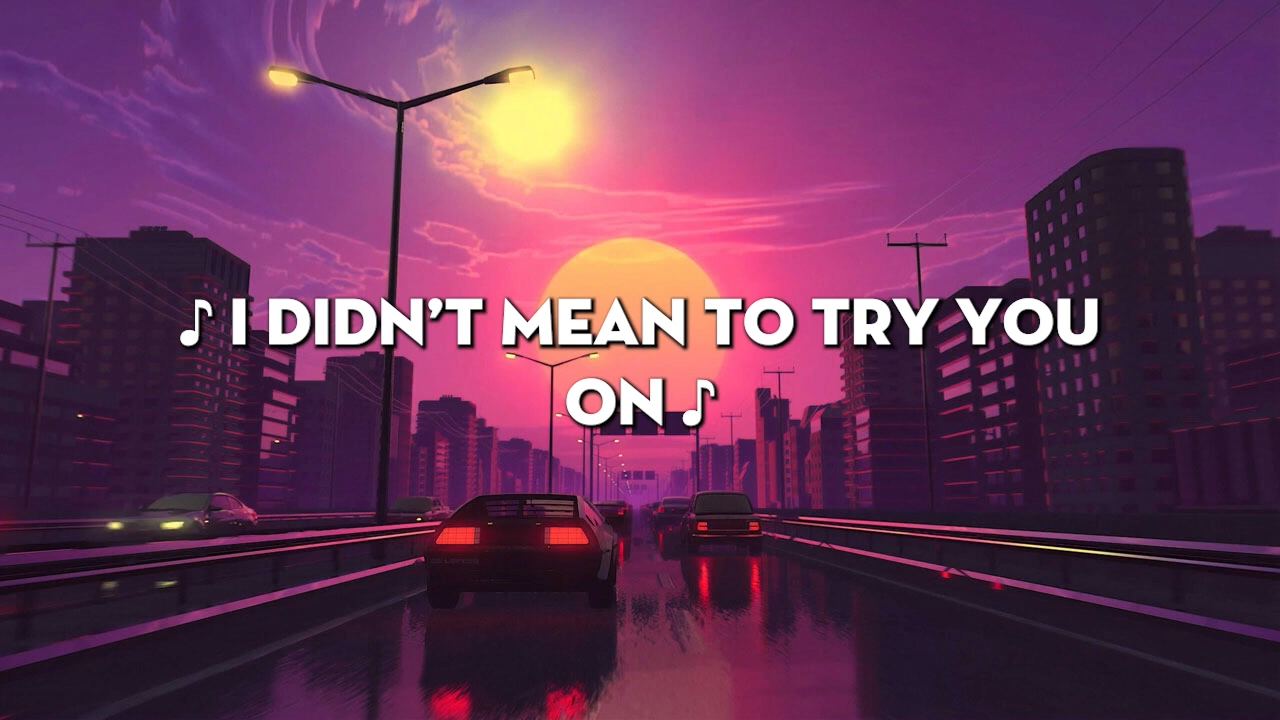 ♪ I DIDN’T MEAN TO TRY YOU
ON ♪